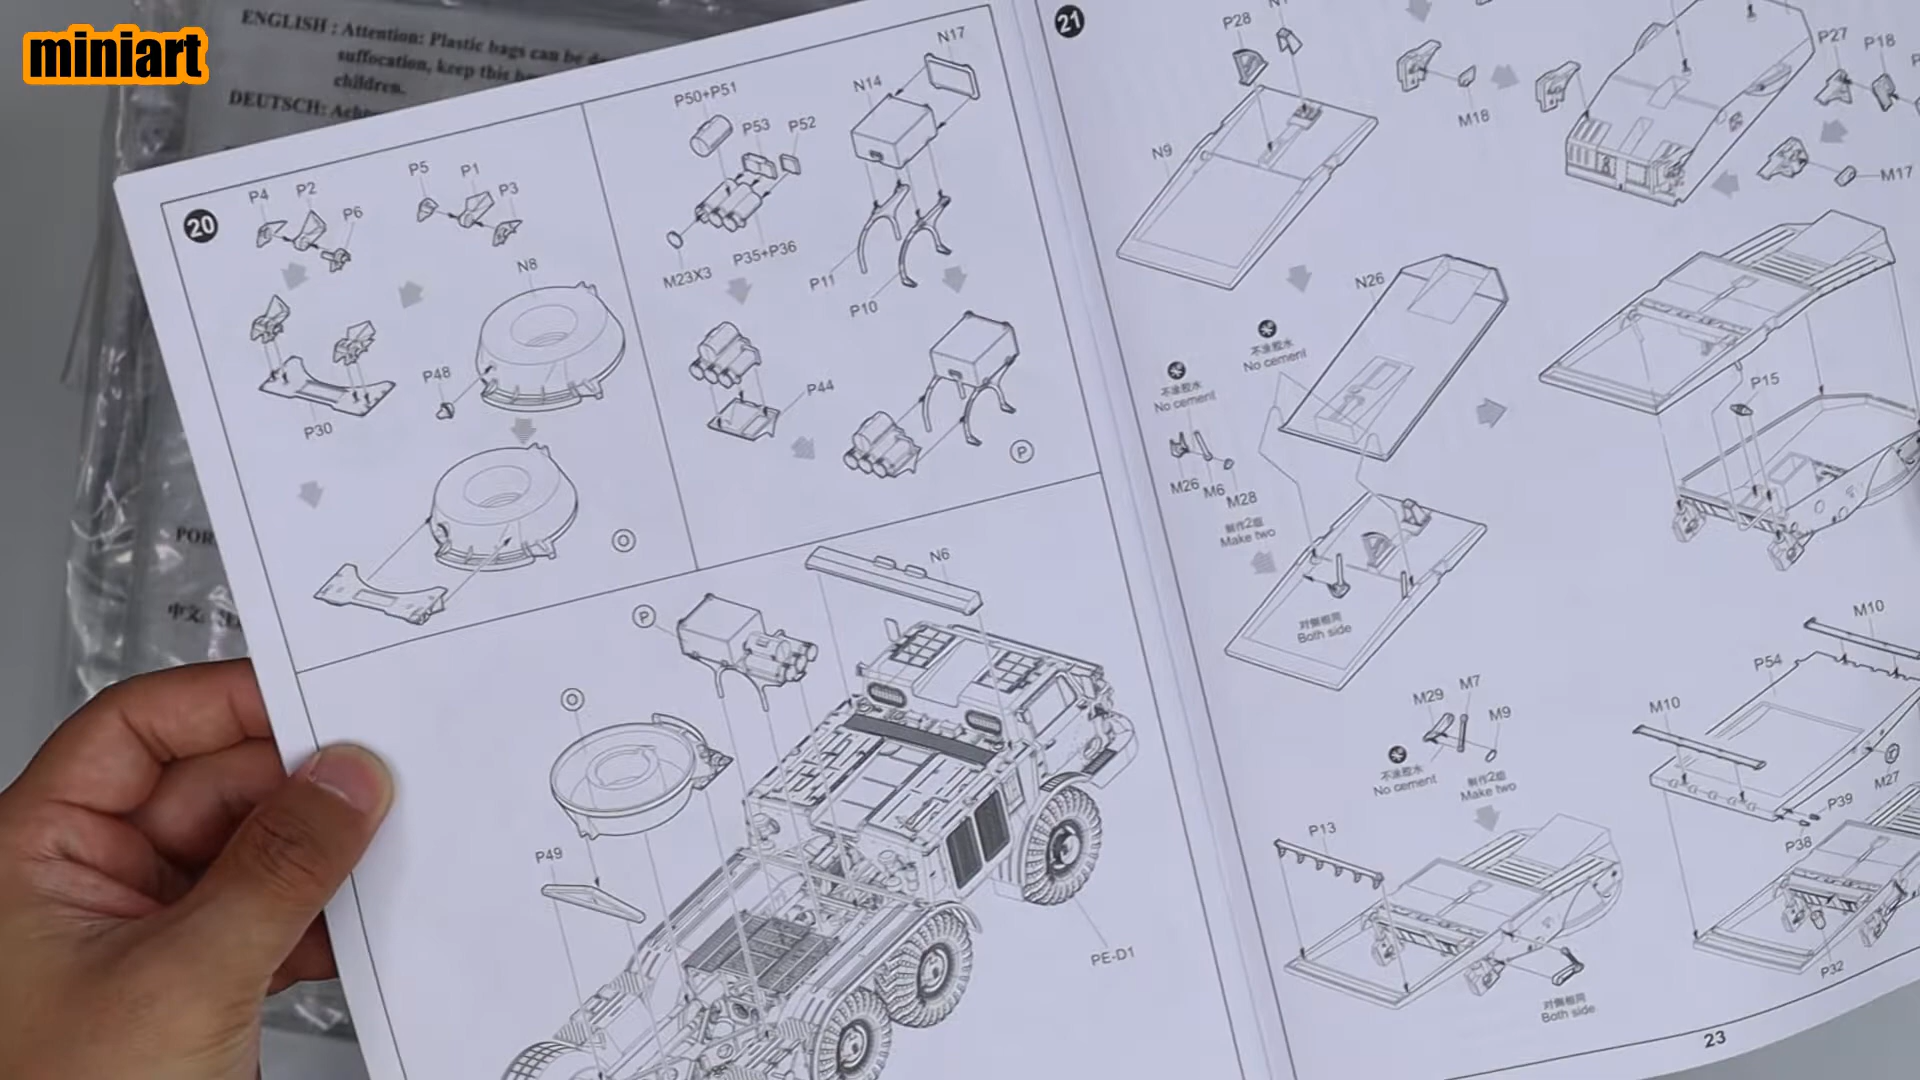 miniart
ENGLISH : Attention: Plastic bags can be
suffocation, keep this
children.
DEUTSCH:
20
P4
P2
P6
P5
P1
P3
N8
P48
P30
O
P50+P51
P53
P52
M23X3
P35+P36
P44
N14
N17
P11
P10
P
N6
P
O
P49
PE-D1
21
P28
N9
M18
P27
P18
M17
N26
不涂胶水
No cement
不涂胶水
No cement
M26
M6
M28
制作2组
Make two
对侧相同
Both side
P15
M29
M7
M9
不涂胶水
No cement
制作2组
Make two
P13
对侧相同
Both side
M10
P54
M10
M27
P39
P38
P32
23